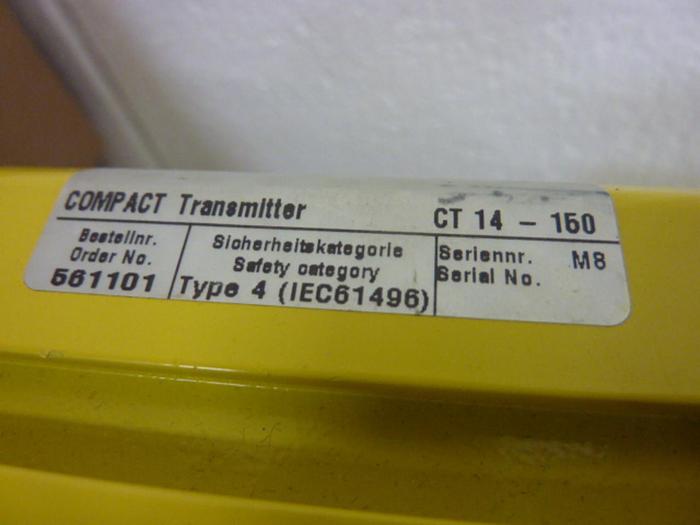 COMPACT Transmitter CT 14 - 150
Bestellnr.
Order No.
561101
Sicherheitskategorie
Safety category
Type 4 (IEC61496)
Seriennr. M8
Serial No.